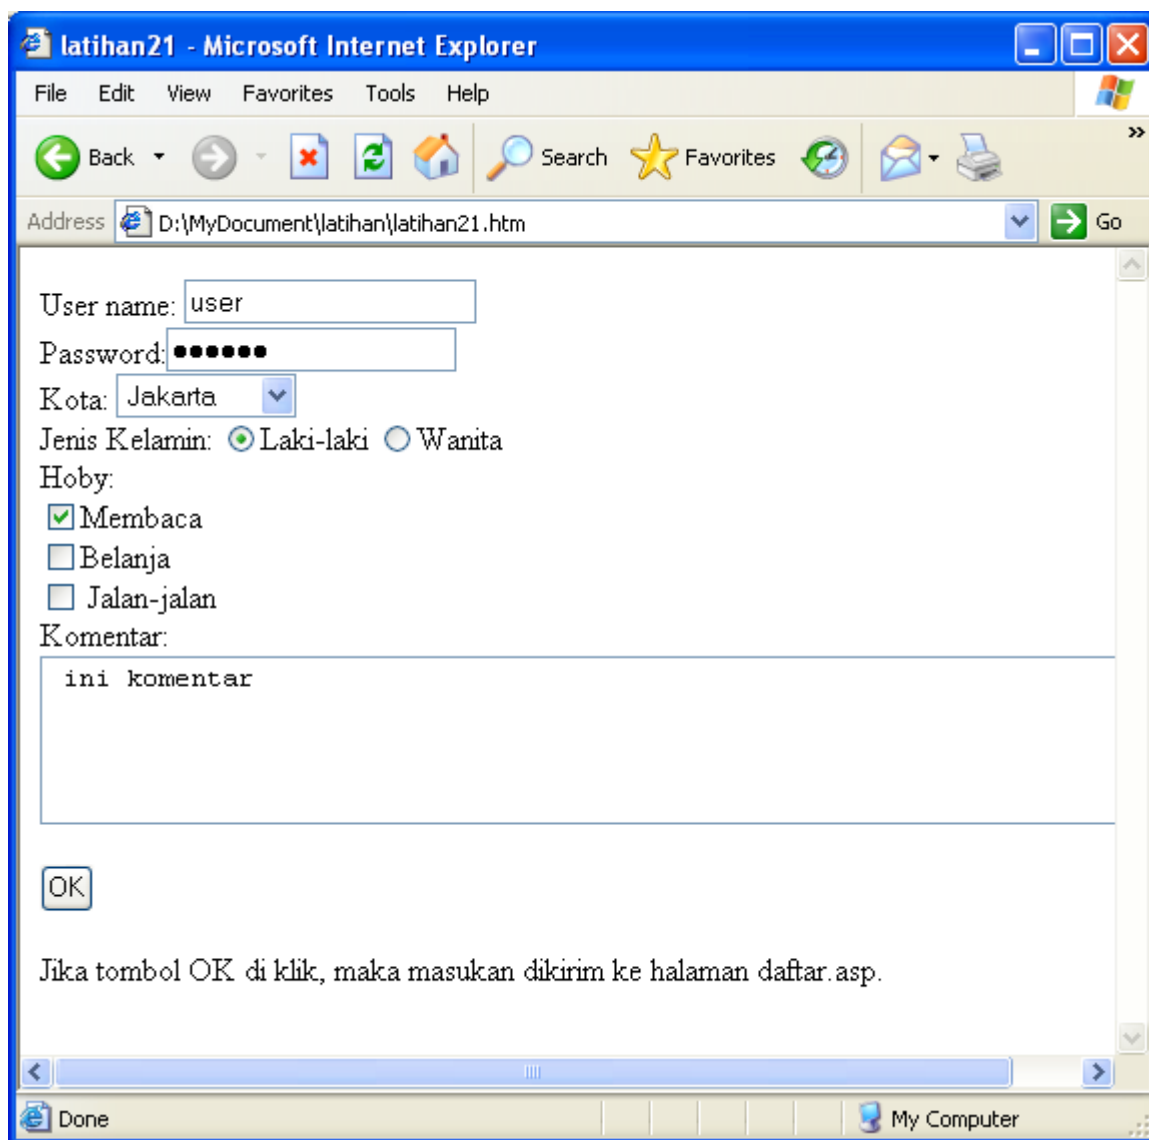 latihan21 - Microsoft Internet Explorer
File Edit View Favorites Tools Help
Back Search Favorites »
Address D:\MyDocument\latihan\latihan21.htm Go
User name: user
Password: ●●●●●●
Kota: Jakarta
Jenis Kelamin: Laki-laki Wanita
Hoby:
Membaca
Belanja
Jalan-jalan
Komentar:
ini komentar
OK
Jika tombol OK di klik, maka masukan dikirim ke halaman daftar.asp.
Done My Computer